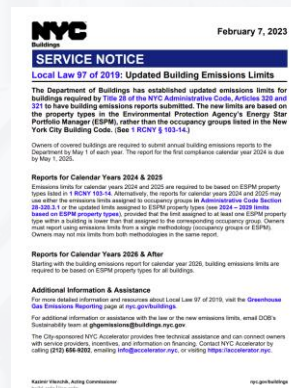 NYC
Buildings
February 7, 2023
SERVICE NOTICE
Local Law 97 of 2019: Updated Building Emissions Limits
The Department of Buildings has established updated emissions limits for
buildings required by Title 28 of the NYC Administrative Code, Articles 320 and
321 to have building emissions reports submitted. The new limits are based on
the property types in the Environmental Protection Agency's Energy Star
Portfolio Manager (ESPM), rather than the occupancy groups listed in the New
York City Building Code. (See 1 RCNY § 103-14.)
Owners of covered buildings are required to submit annual building emissions reports to the
Department by May 1 of each year. The report for the first compliance calendar year 2024 is due
by May 1, 2025.
Reports for Calendar Years 2024 & 2025
Emissions limits for calendar years 2024 and 2025 are required to be based on ESPM property
types listed in 1 RCNY 103-14. Alternatively, the reports for calendar years 2024 and 2025 may
use either the emissions limits assigned to occupancy groups in Administrative Code Section
28-320.3.1 or the updated limits assigned to ESPM property types (see 2024 – 2029 limits
based on ESPM property types), provided that the limit assigned to at least one ESPM property
type within a building is lower than that assigned to the corresponding occupancy group. Owners
must report using emissions limits from a single methodology (occupancy groups or ESPM).
Owners may not mix limits from both methodologies in the same report.
Reports for Calendar Years 2026 & After
Starting with the building emissions report for calendar year 2026, building emissions limits are
required to be based on ESPM property types for all buildings.
Additional Information & Assistance
For more detailed information and resources about Local Law 97 of 2019, visit the Greenhouse
Gas Emissions Reporting page at nyc.gov/buildings.
For additional information or assistance with the law or the new emissions limits, email DOB's
Sustainability team at ghgemissions@buildings.nyc.gov.
The City-sponsored NYC Accelerator provides free technical assistance and can connect owners
with service providers, incentives, and information on financing. Contact NYC Accelerator by
calling (212) 656-9202, emailing info@accelerator.nyc, or visiting https://accelerator.nyc.
Kazimir Vilenchik, Acting Commissioner
nyc.gov/buildings